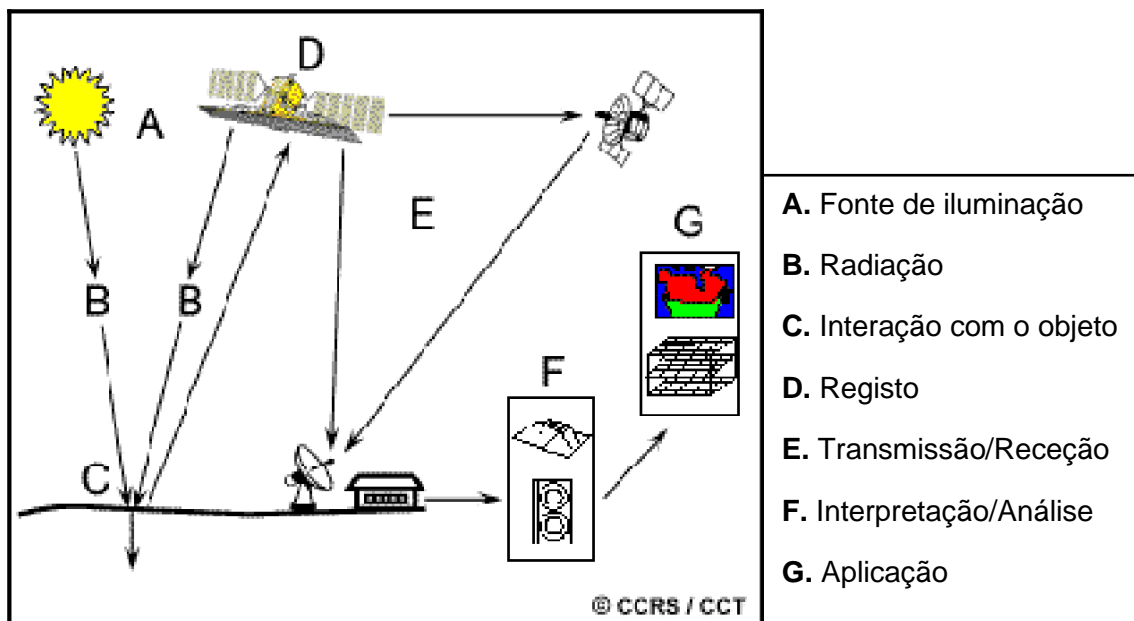 D
A
E
G
B
B
F
C
© CCRS / CCT
A. Fonte de iluminação
B. Radiação
C. Interação com o objeto
D. Registo
E. Transmissão/Receção
F. Interpretação/Análise
G. Aplicação